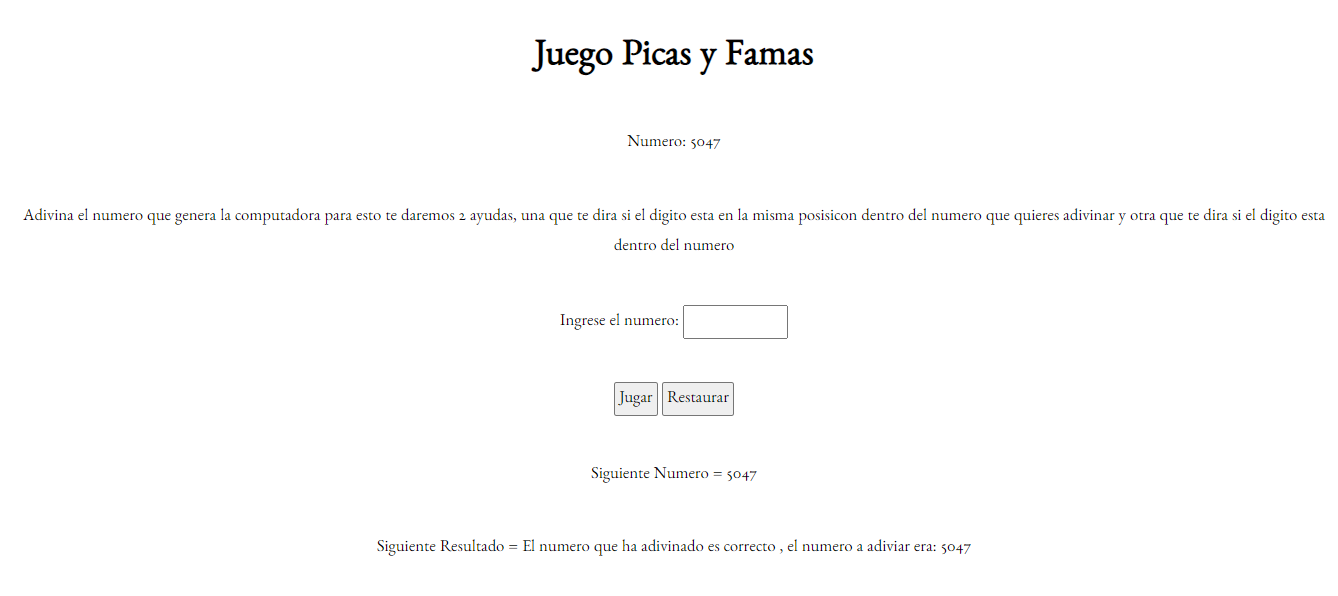 Juego Picas y Famas
Numero: 5047
Adivina el numero que genera la computadora para esto te daremos 2 ayudas, una que te dira si el digito esta en la misma posisicon dentro del numero que quieres adivinar y otra que te dira si el digito esta
dentro del numero
Ingrese el numero:
Jugar Restaurar
Siguiente Numero = 5047
Siguiente Resultado = El numero que ha adivinado es correcto , el numero a adiviar era: 5047